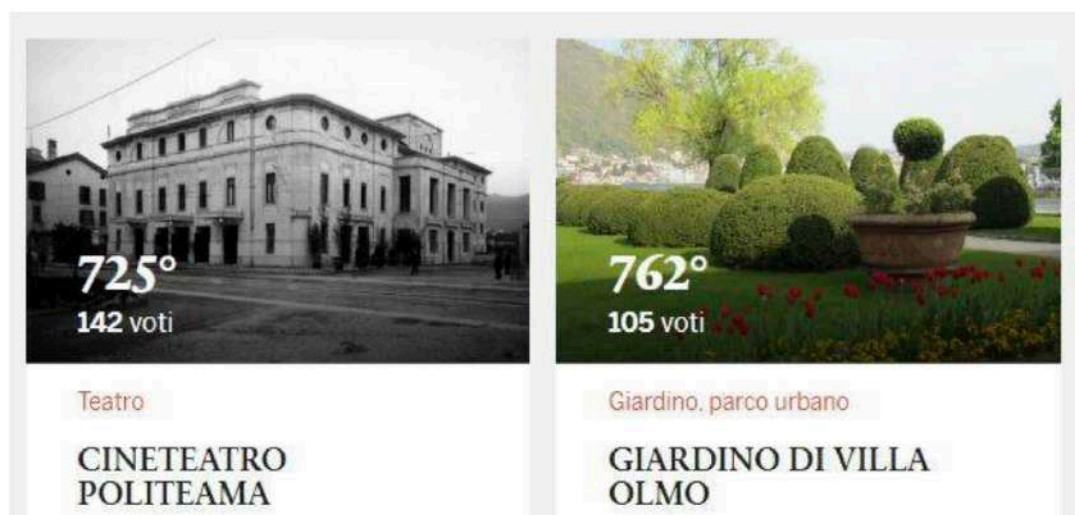 725°
142 voti
Teatro
CINETEATRO
POLITEAMA
762°
105 voti
Giardino, parco urbano
GIARDINO DI VILLA
OLMO